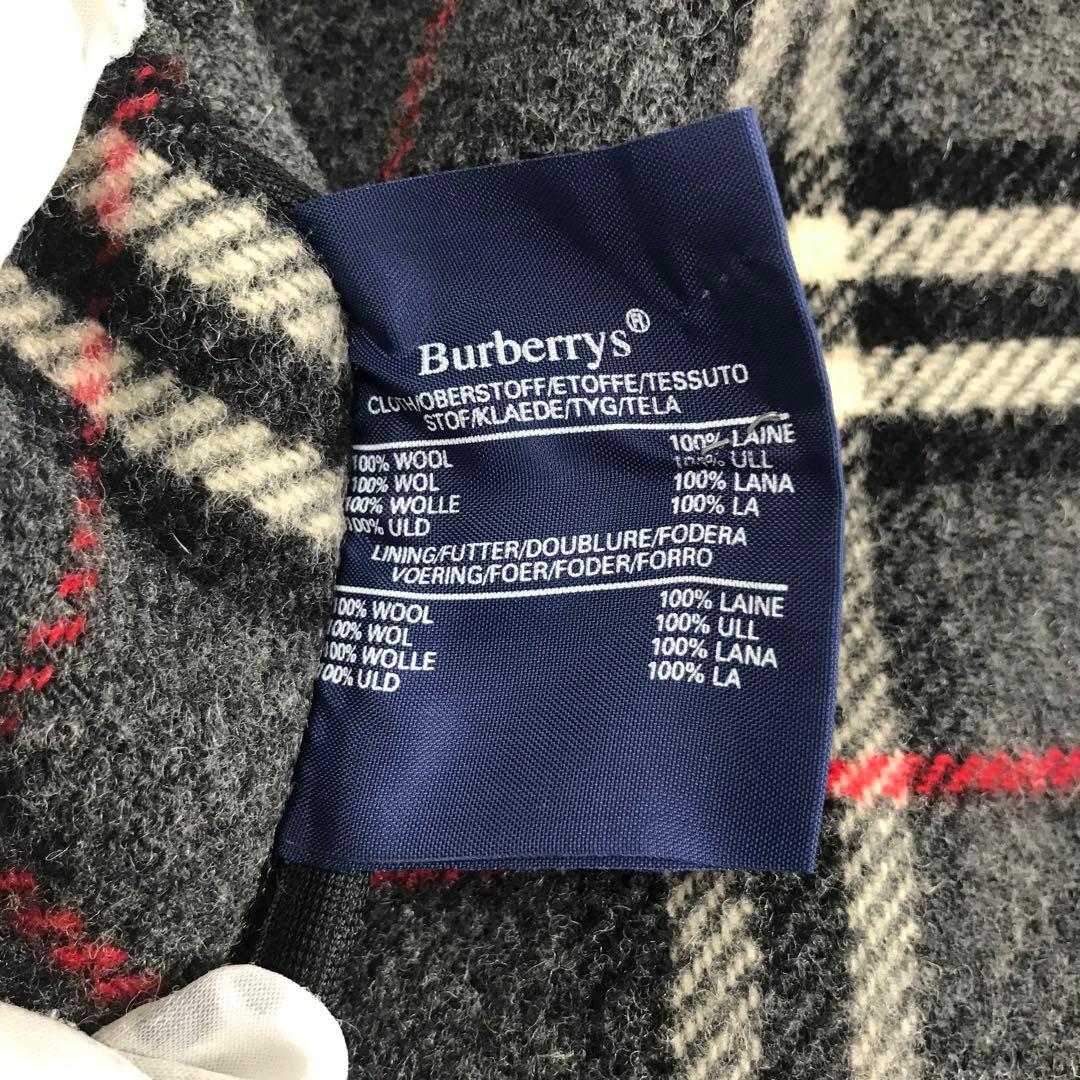 Burberrys®
CLOTH/OBERSTOFF/ETOFFE/TESSUTO
STOF/KLAEDE/TYG/TELA
100% WOOL 100% LAINE
100% WOL 100% ULL
100% WOLLE 100% LANA
100% ULD 100% LA
LINING/FUTTER/DOUBLURE/FODERA
VOERING/FOER/FODER/FORRO
100% WOOL 100% LAINE
100% WOL 100% ULL
100% WOLLE 100% LANA
100% ULD 100% LA